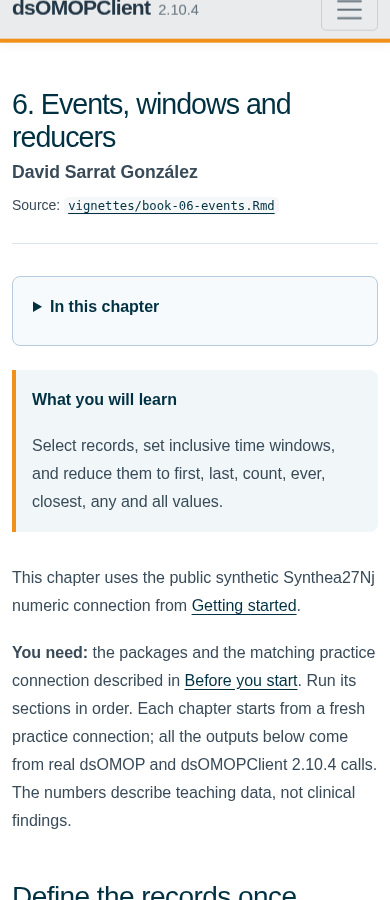 dsOMOPClient 2.10.4
6. Events, windows and
reducers
David Sarrat González
Source: vignettes/book-06-events.Rmd
In this chapter
What you will learn
Select records, set inclusive time windows,
and reduce them to first, last, count, ever,
closest, any and all values.
This chapter uses the public synthetic Synthea27Nj
numeric connection from Getting started.
You need: the packages and the matching practice
connection described in Before you start. Run its
sections in order. Each chapter starts from a fresh
practice connection; all the outputs below come
from real dsOMOP and dsOMOPClient 2.10.4 calls.
The numbers describe teaching data, not clinical
findings.
Define the records once